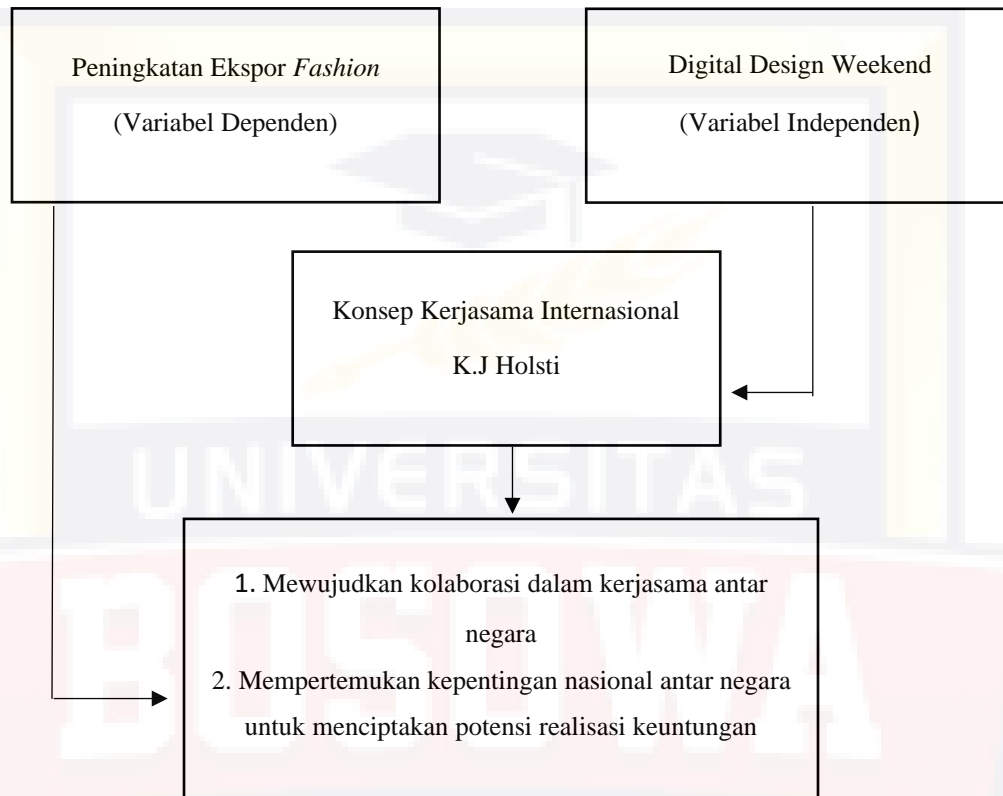 Peningkatan Ekspor Fashion
(Variabel Dependen)
Digital Design Weekend
(Variabel Independen)
Konsep Kerjasama Internasional
K.J Holsti
1. Mewujudkan kolaborasi dalam kerjasama antar
negara
2. Mempertemukan kepentingan nasional antar negara
untuk menciptakan potensi realisasi keuntungan
UNIVERSITAS
BOSOWA